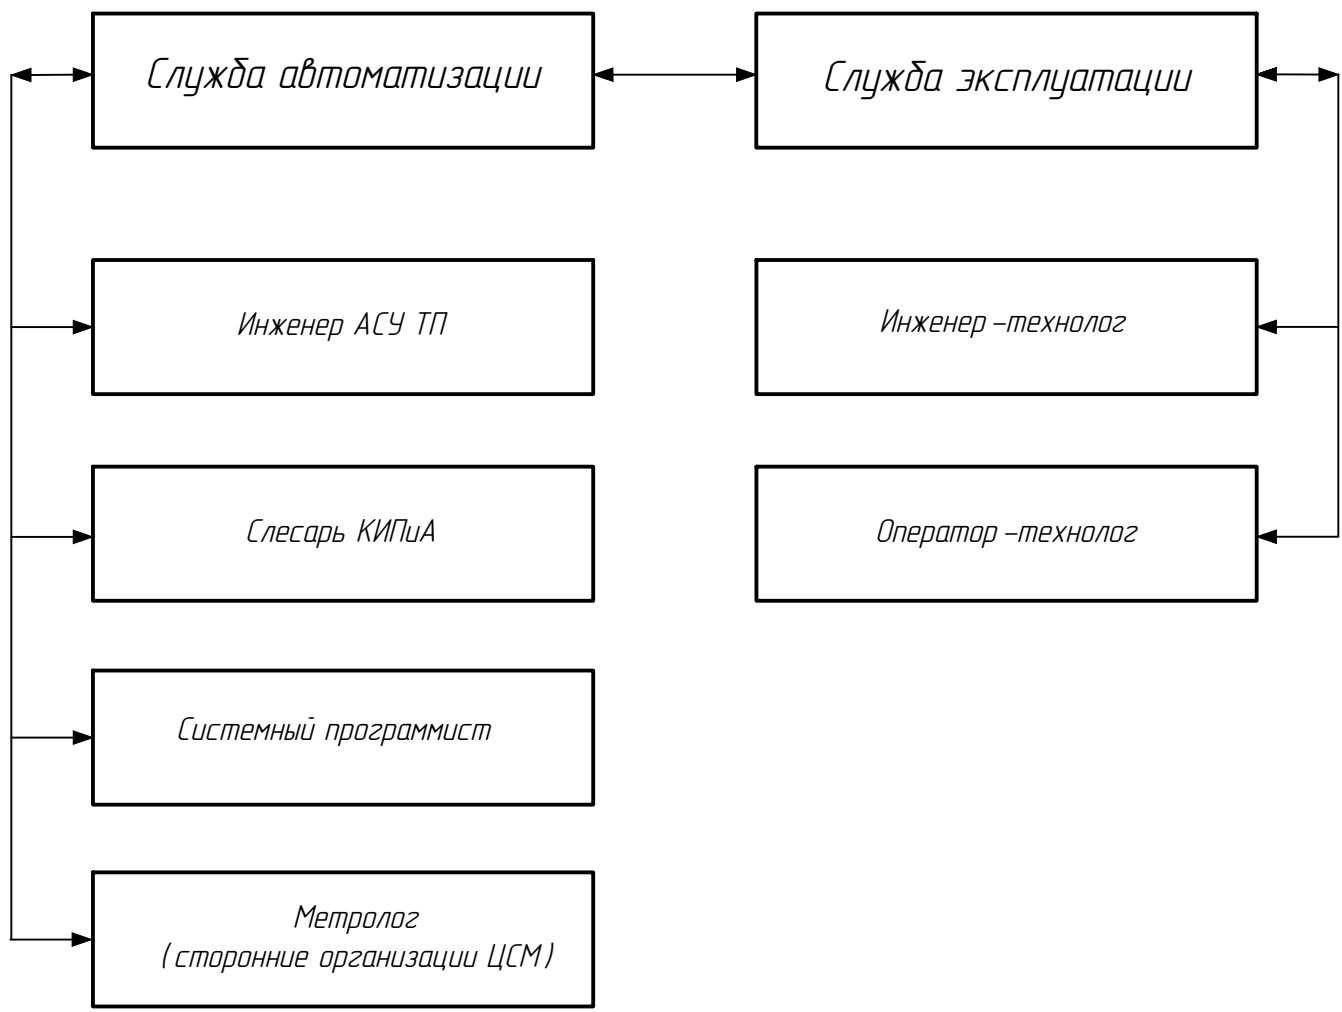 Служба автоматизации
Служба эксплуатации
Инженер АСУ ТП
Инженер –технолог
Слесарь КИПиА
Оператор –технолог
Системный программист
Метролог
(сторонние организации ЦСМ)